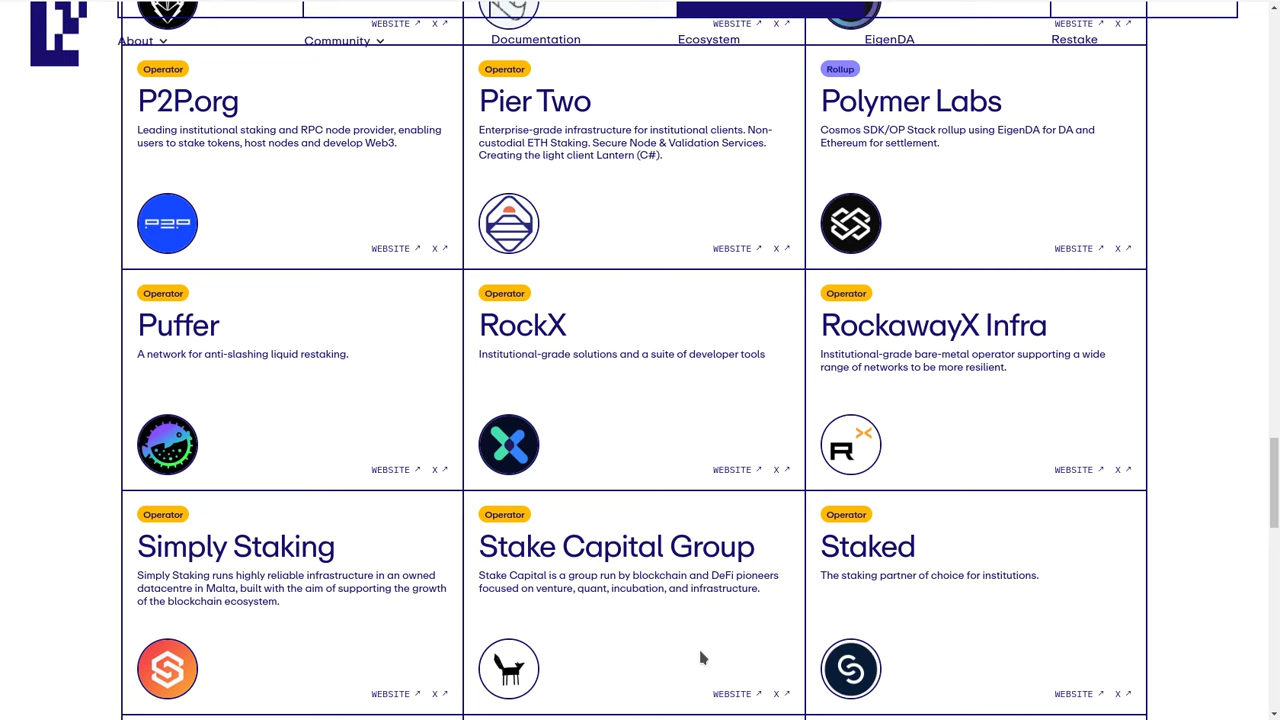 WEBSITE ↗ X ↗
WEBSITE ↗ X ↗
WEBSITE ↗ X ↗
About
Community
Documentation
Ecosystem
EigenDA
Restake
Operator
P2P.org
Leading institutional staking and RPC node provider, enabling
users to stake tokens, host nodes and develop Web3.
P2P
WEBSITE ↗ X ↗
Operator
Pier Two
Enterprise-grade infrastructure for institutional clients. Non-
custodial ETH Staking. Secure Node & Validation Services.
Creating the light client Lantern (C#).
WEBSITE ↗ X ↗
Rollup
Polymer Labs
Cosmos SDK/OP Stack rollup using EigenDA for DA and
Ethereum for settlement.
WEBSITE ↗ X ↗
Operator
Puffer
A network for anti-slashing liquid restaking.
WEBSITE ↗ X ↗
Operator
RockX
Institutional-grade solutions and a suite of developer tools
WEBSITE ↗ X ↗
Operator
RockawayX Infra
Institutional-grade bare-metal operator supporting a wide
range of networks to be more resilient.
RX
WEBSITE ↗ X ↗
Operator
Simply Staking
Simply Staking runs highly reliable infrastructure in an owned
datacentre in Malta, built with the aim of supporting the growth
of the blockchain ecosystem.
WEBSITE ↗ X ↗
Operator
Stake Capital Group
Stake Capital is a group run by blockchain and DeFi pioneers
focused on venture, quant, incubation, and infrastructure.
WEBSITE ↗ X ↗
Operator
Staked
The staking partner of choice for institutions.
WEBSITE ↗ X ↗